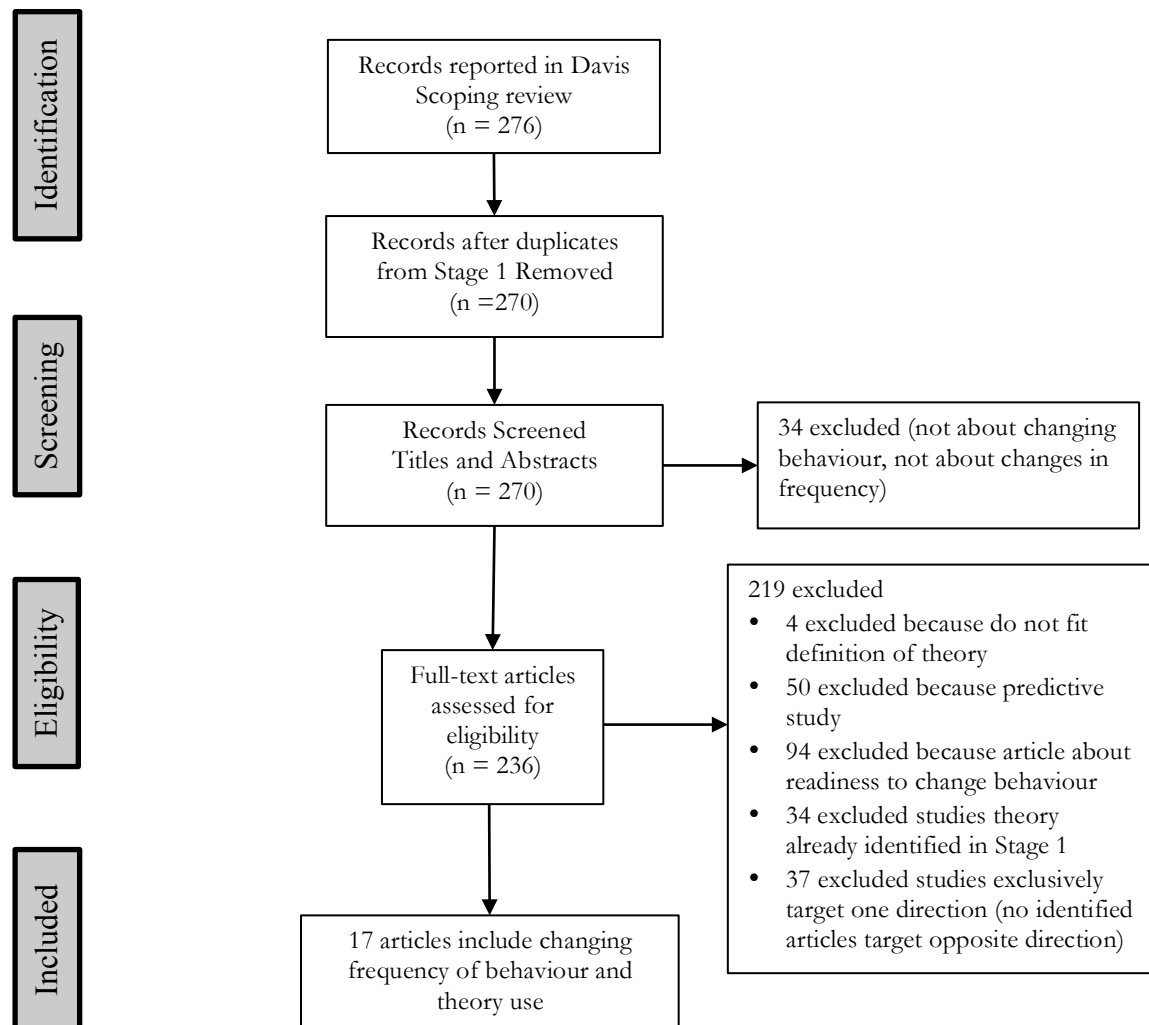 Identification
Records reported in Davis
Scoping review
(n = 276)
Records after duplicates
from Stage 1 Removed
(n =270)
Screening
Records Screened
Titles and Abstracts
(n = 270)
34 excluded (not about changing
behaviour, not about changes in
frequency)
Eligibility
Full-text articles
assessed for
eligibility
(n = 236)
219 excluded
• 4 excluded because do not fit
definition of theory
• 50 excluded because predictive
study
• 94 excluded because article about
readiness to change behaviour
• 34 excluded studies theory
already identified in Stage 1
• 37 excluded studies exclusively
target one direction (no identified
articles target opposite direction)
Included
17 articles include changing
frequency of behaviour and
theory use